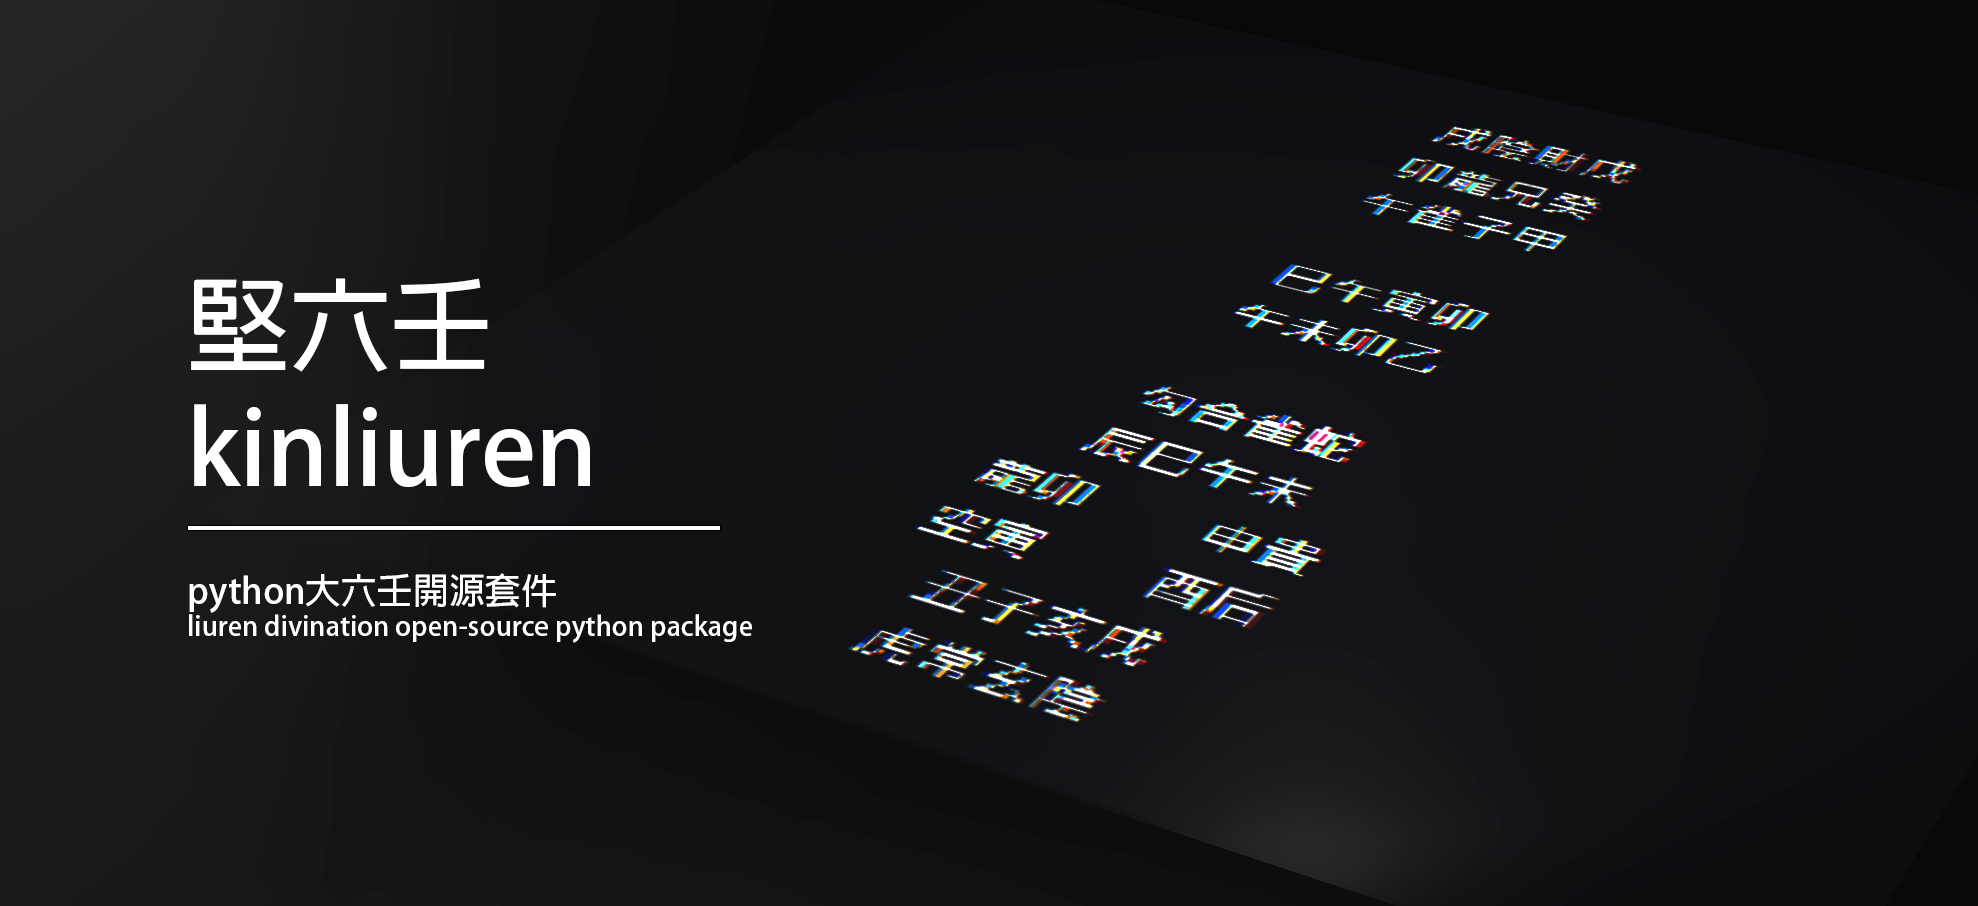 堅六壬
kinliuren
python大六壬開源套件
liuren divination open-source python package
戌陰財戊
卯龍兄癸
午雀子甲
巳午寅卯
午未卯乙
勾合雀蛇
辰巳午未
龍卯
申貴
空寅
酉后
丑子亥戌
虎常玄陰